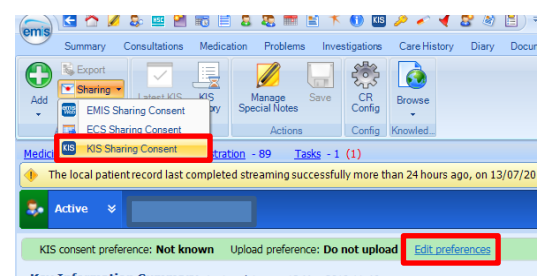 emis
EMIS
KIS
Summary Consultations Medication Problems Investigations Care History Diary
Export
Add Sharing Latest KIS KIS Manage Special Notes Save CR Config Browse
EMIS Sharing Consent
ECS Sharing Consent
Actions Config
KIS KIS Sharing Consent
- 89 Tasks - 1 (1)
The local patient record last completed streaming successfully more than 24 hours ago, on 13/07/20
Active
KIS consent preference: Not known Upload preference: Do not upload Edit preferences